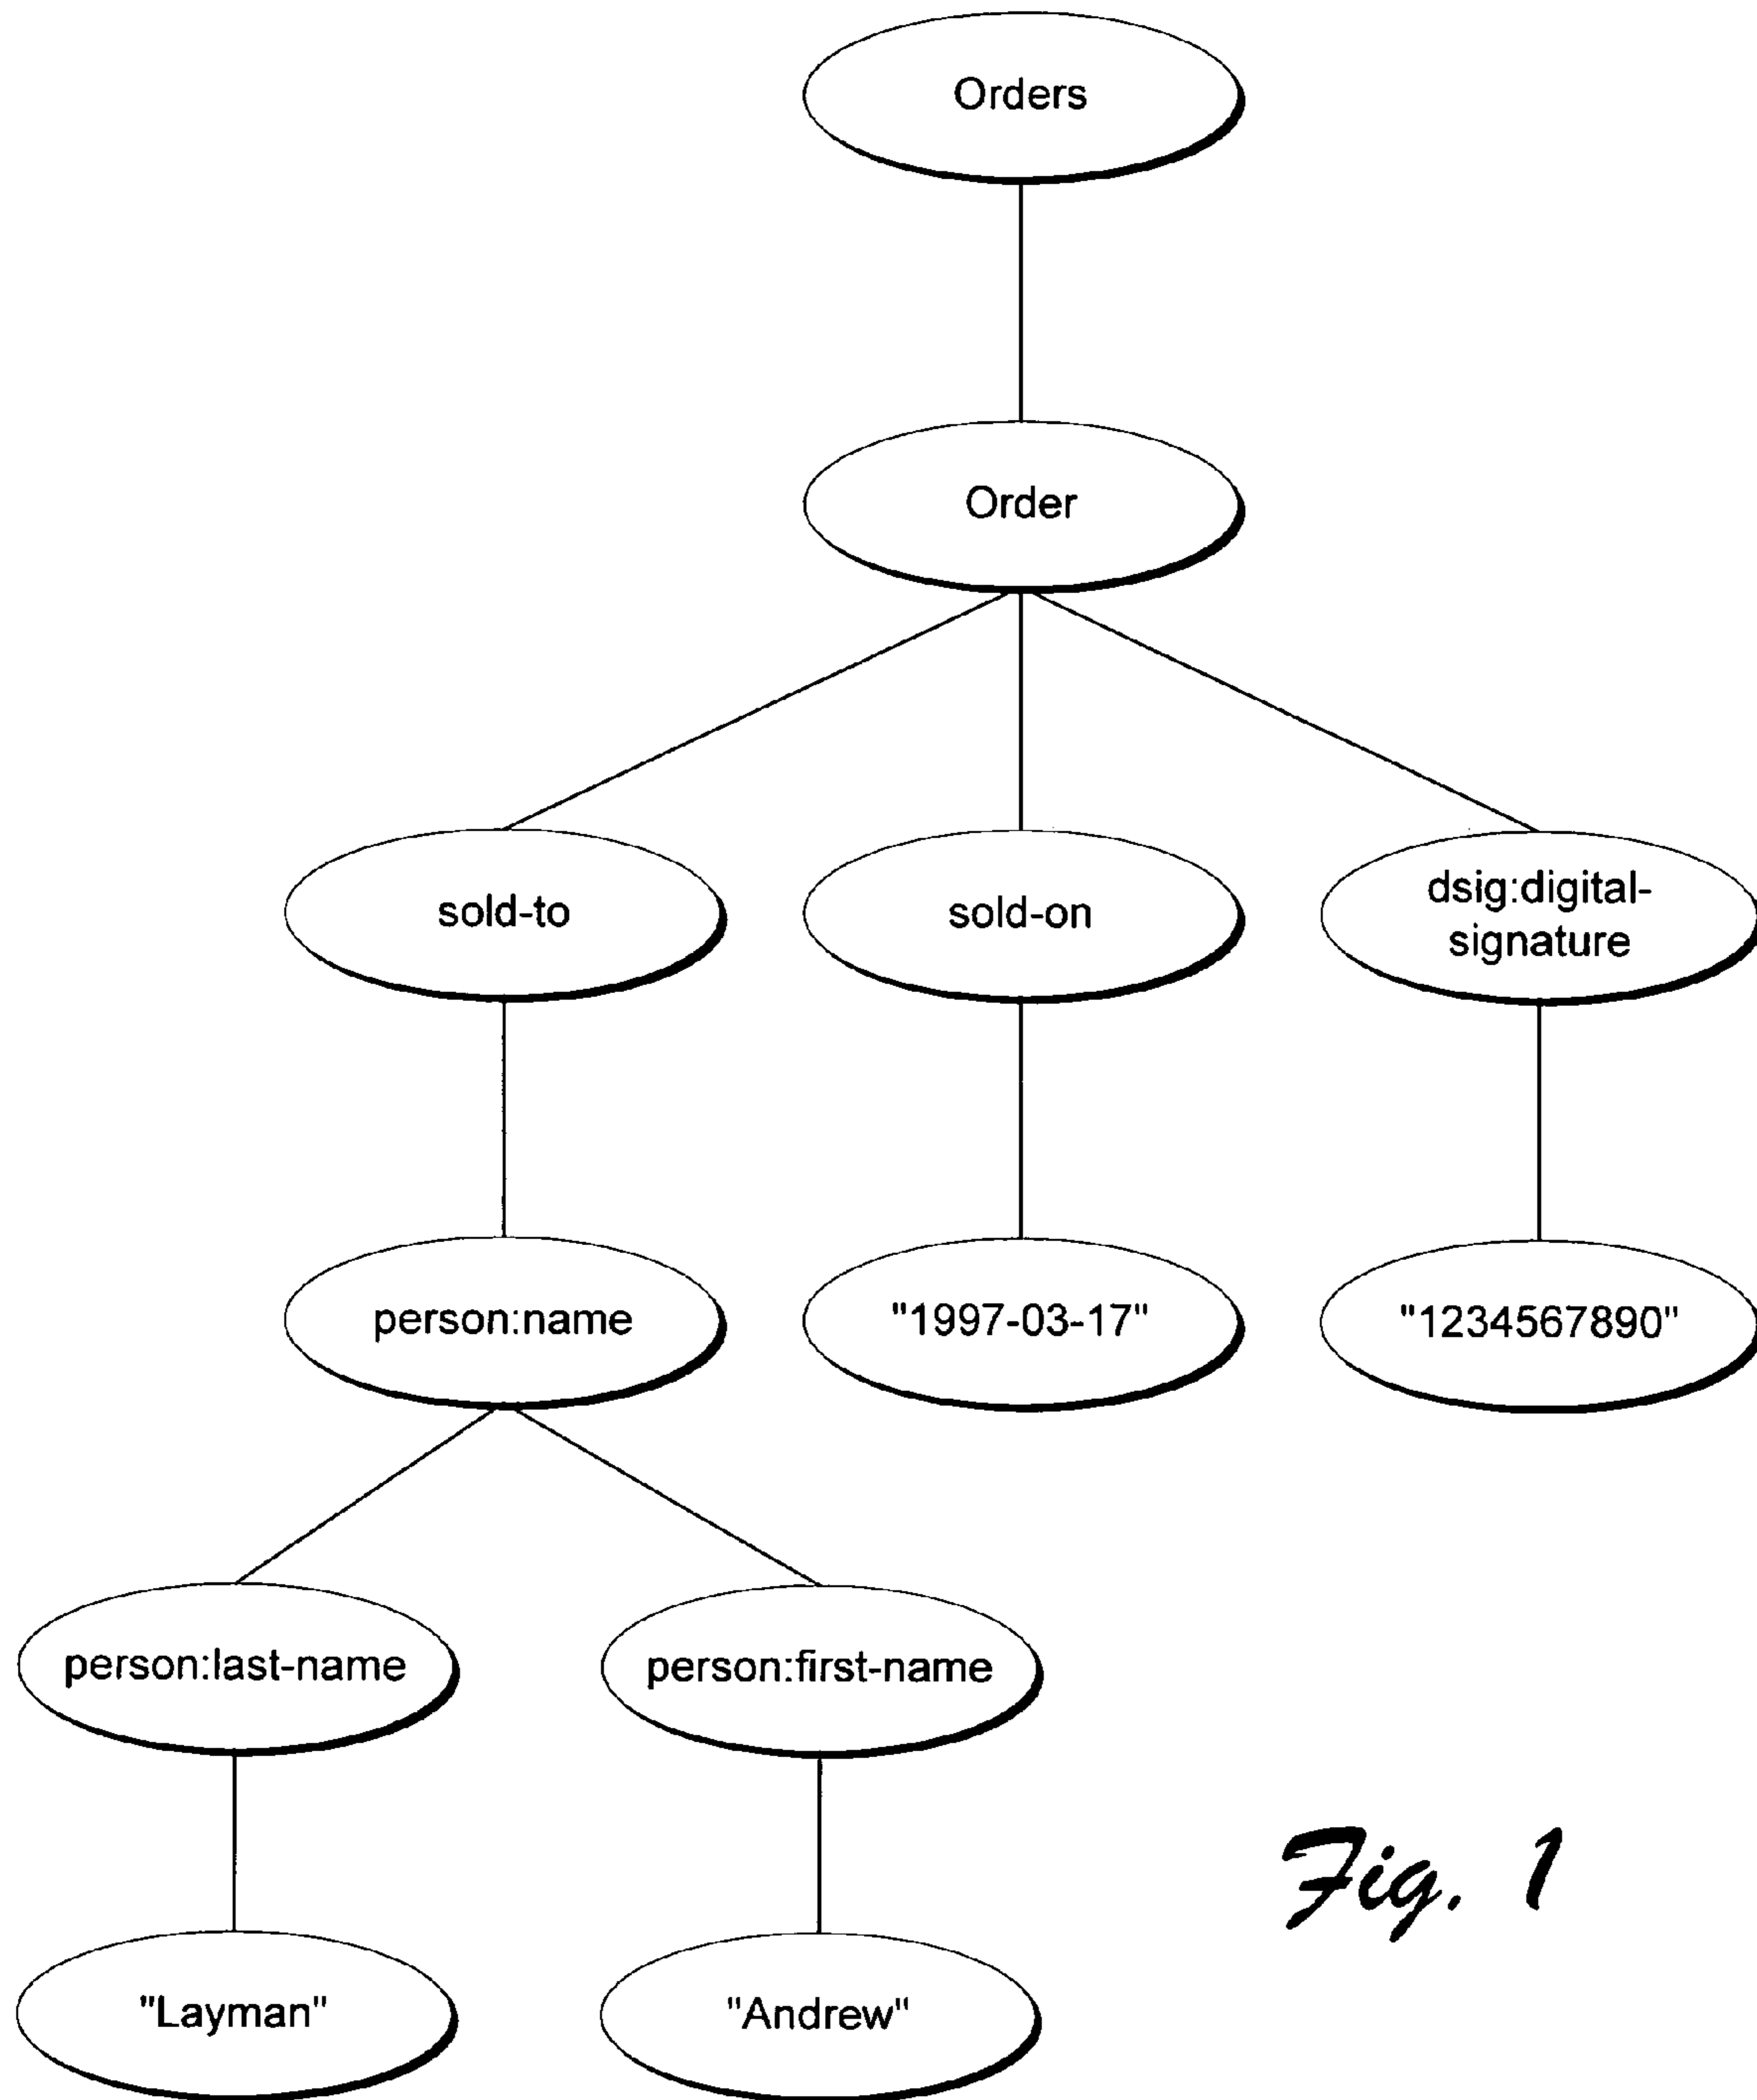 Orders
Order
sold-to
sold-on
dsig:digital-
signature
person:name
"1997-03-17"
"1234567890"
person:last-name
person:first-name
"Layman"
"Andrew"
Fig. 1